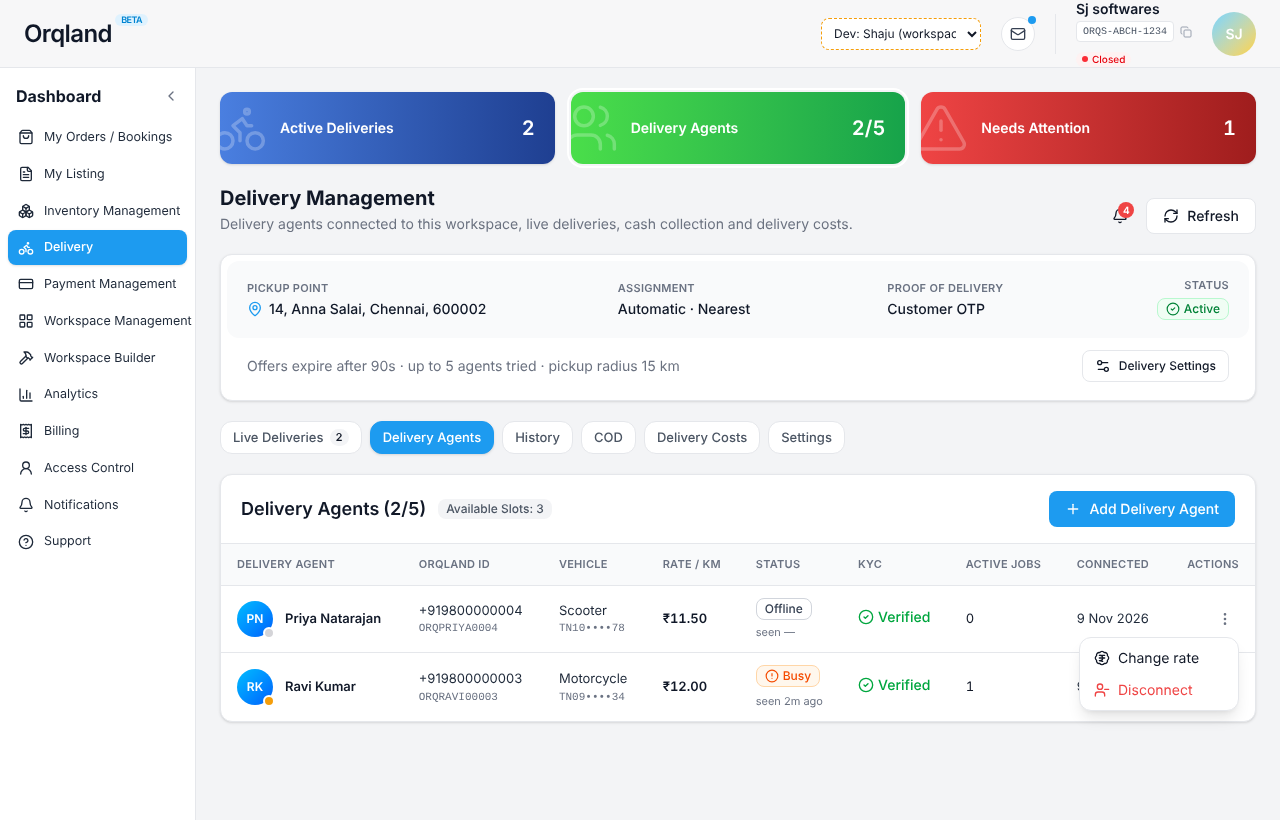 Orqland BETA
Dev: Shaju (workspac
Sj softwares
ORQS-ABCH-1234
Closed
SJ
Dashboard
My Orders / Bookings
My Listing
Inventory Management
Delivery
Payment Management
Workspace Management
Workspace Builder
Analytics
Billing
Access Control
Notifications
Support
Active Deliveries 2
Delivery Agents 2/5
Needs Attention 1
Delivery Management
Delivery agents connected to this workspace, live deliveries, cash collection and delivery costs.
4
Refresh
PICKUP POINT
14, Anna Salai, Chennai, 600002
ASSIGNMENT
Automatic · Nearest
PROOF OF DELIVERY
Customer OTP
STATUS
Active
Offers expire after 90s · up to 5 agents tried · pickup radius 15 km
Delivery Settings
Live Deliveries 2
Delivery Agents
History
COD
Delivery Costs
Settings
Delivery Agents (2/5) Available Slots: 3
+ Add Delivery Agent
DELIVERY AGENT ORQLAND ID VEHICLE RATE / KM STATUS KYC ACTIVE JOBS CONNECTED ACTIONS
PN Priya Natarajan +919800000004 Scooter ₹11.50 Offline Verified 0 9 Nov 2026
ORQPRIYA0004 TN10••••78 seen —
Change rate
Disconnect
RK Ravi Kumar +919800000003 Motorcycle ₹12.00 Busy Verified 1
ORQRAVI00003 TN09••••34 seen 2m ago